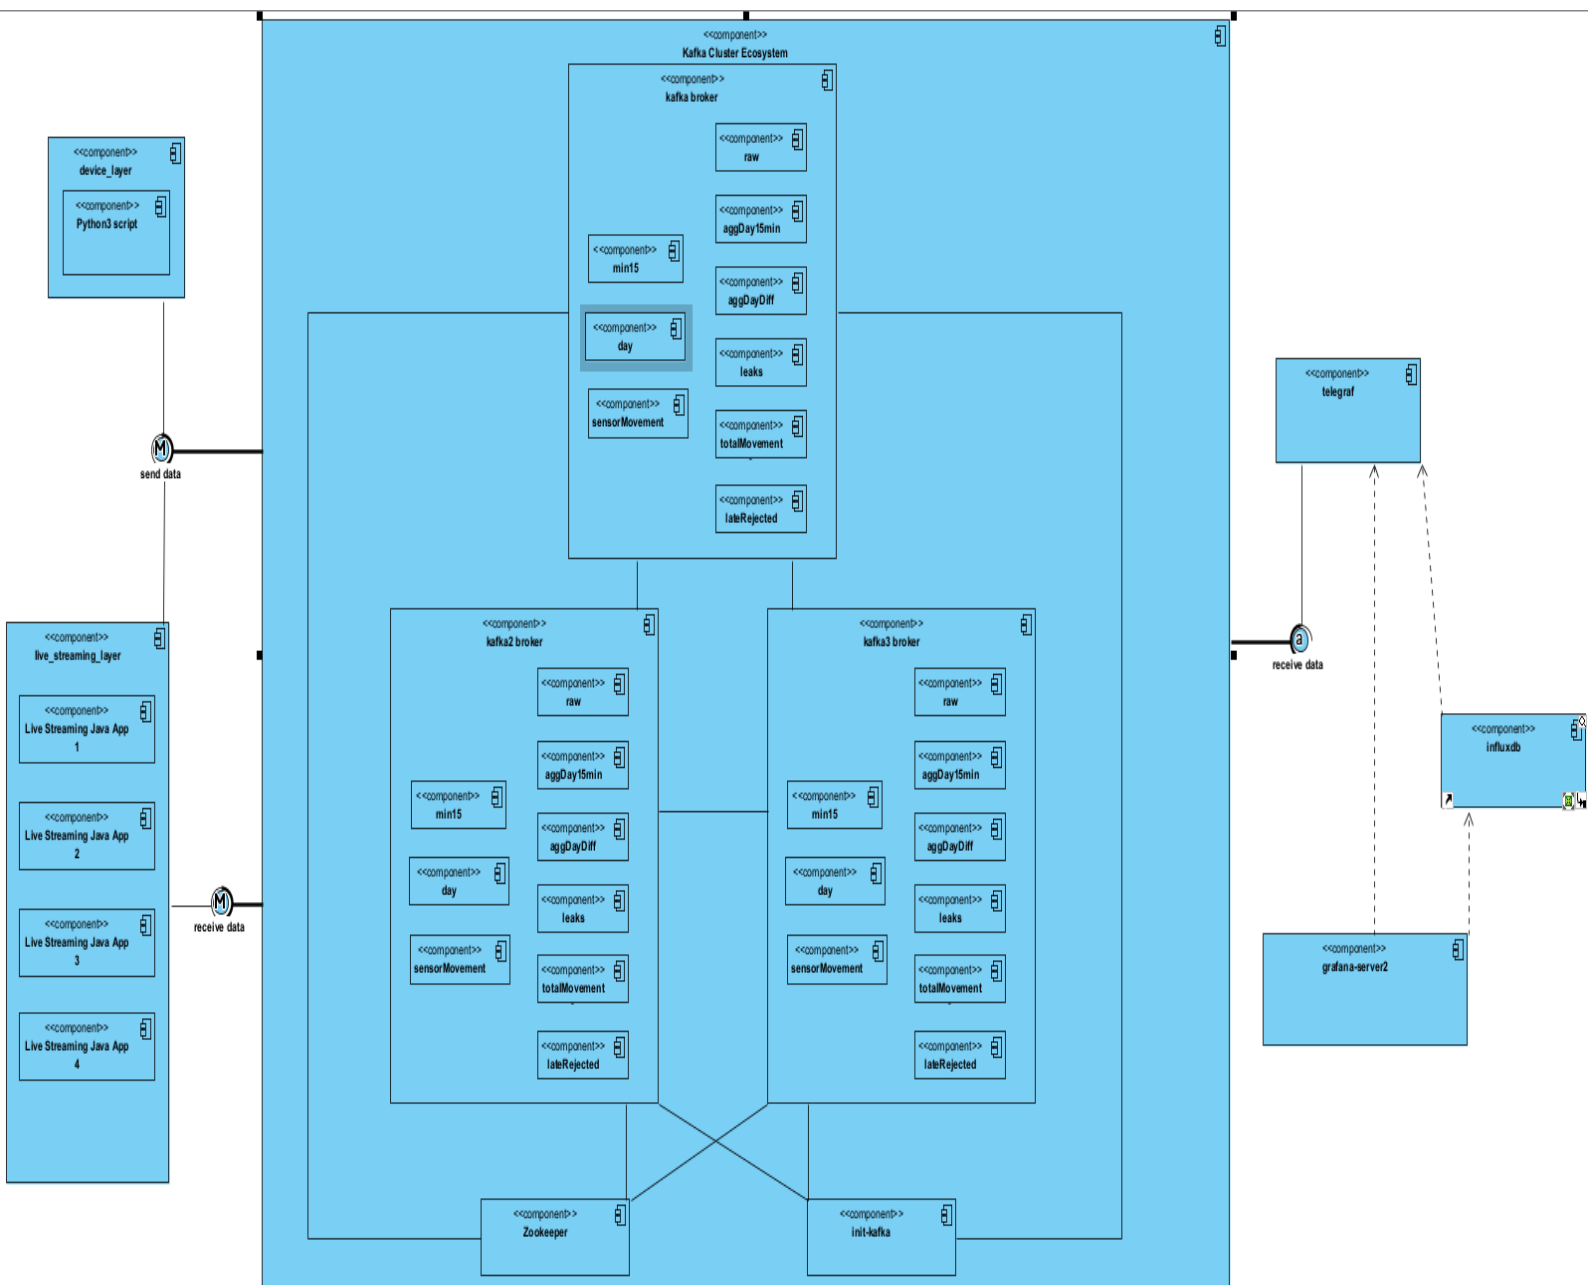 <<component>>
Kafka Cluster Ecosystem
<<component>>
kafka broker
<<component>>
raw
<<component>>
aggDay15min
<<component>>
min15
<<component>>
aggDayDiff
<<component>>
day
<<component>>
leaks
<<component>>
sensorMovement
<<component>>
totalMovement
<<component>>
lateRejected
<<component>>
device_layer
<<component>>
Python3 script
M
send data
<<component>>
live_streaming_layer
<<component>>
Live Streaming Java App
1
<<component>>
Live Streaming Java App
2
<<component>>
Live Streaming Java App
3
<<component>>
Live Streaming Java App
4
M
receive data
<<component>>
kafka2 broker
<<component>>
raw
<<component>>
aggDay15min
<<component>>
min15
<<component>>
aggDayDiff
<<component>>
day
<<component>>
leaks
<<component>>
sensorMovement
<<component>>
totalMovement
<<component>>
lateRejected
<<component>>
kafka3 broker
<<component>>
raw
<<component>>
aggDay15min
<<component>>
min15
<<component>>
aggDayDiff
<<component>>
day
<<component>>
leaks
<<component>>
sensorMovement
<<component>>
totalMovement
<<component>>
lateRejected
<<component>>
Zookeeper
<<component>>
init-kafka
<<component>>
telegraf
a
receive data
<<component>>
influxdb
<<component>>
grafana-server2